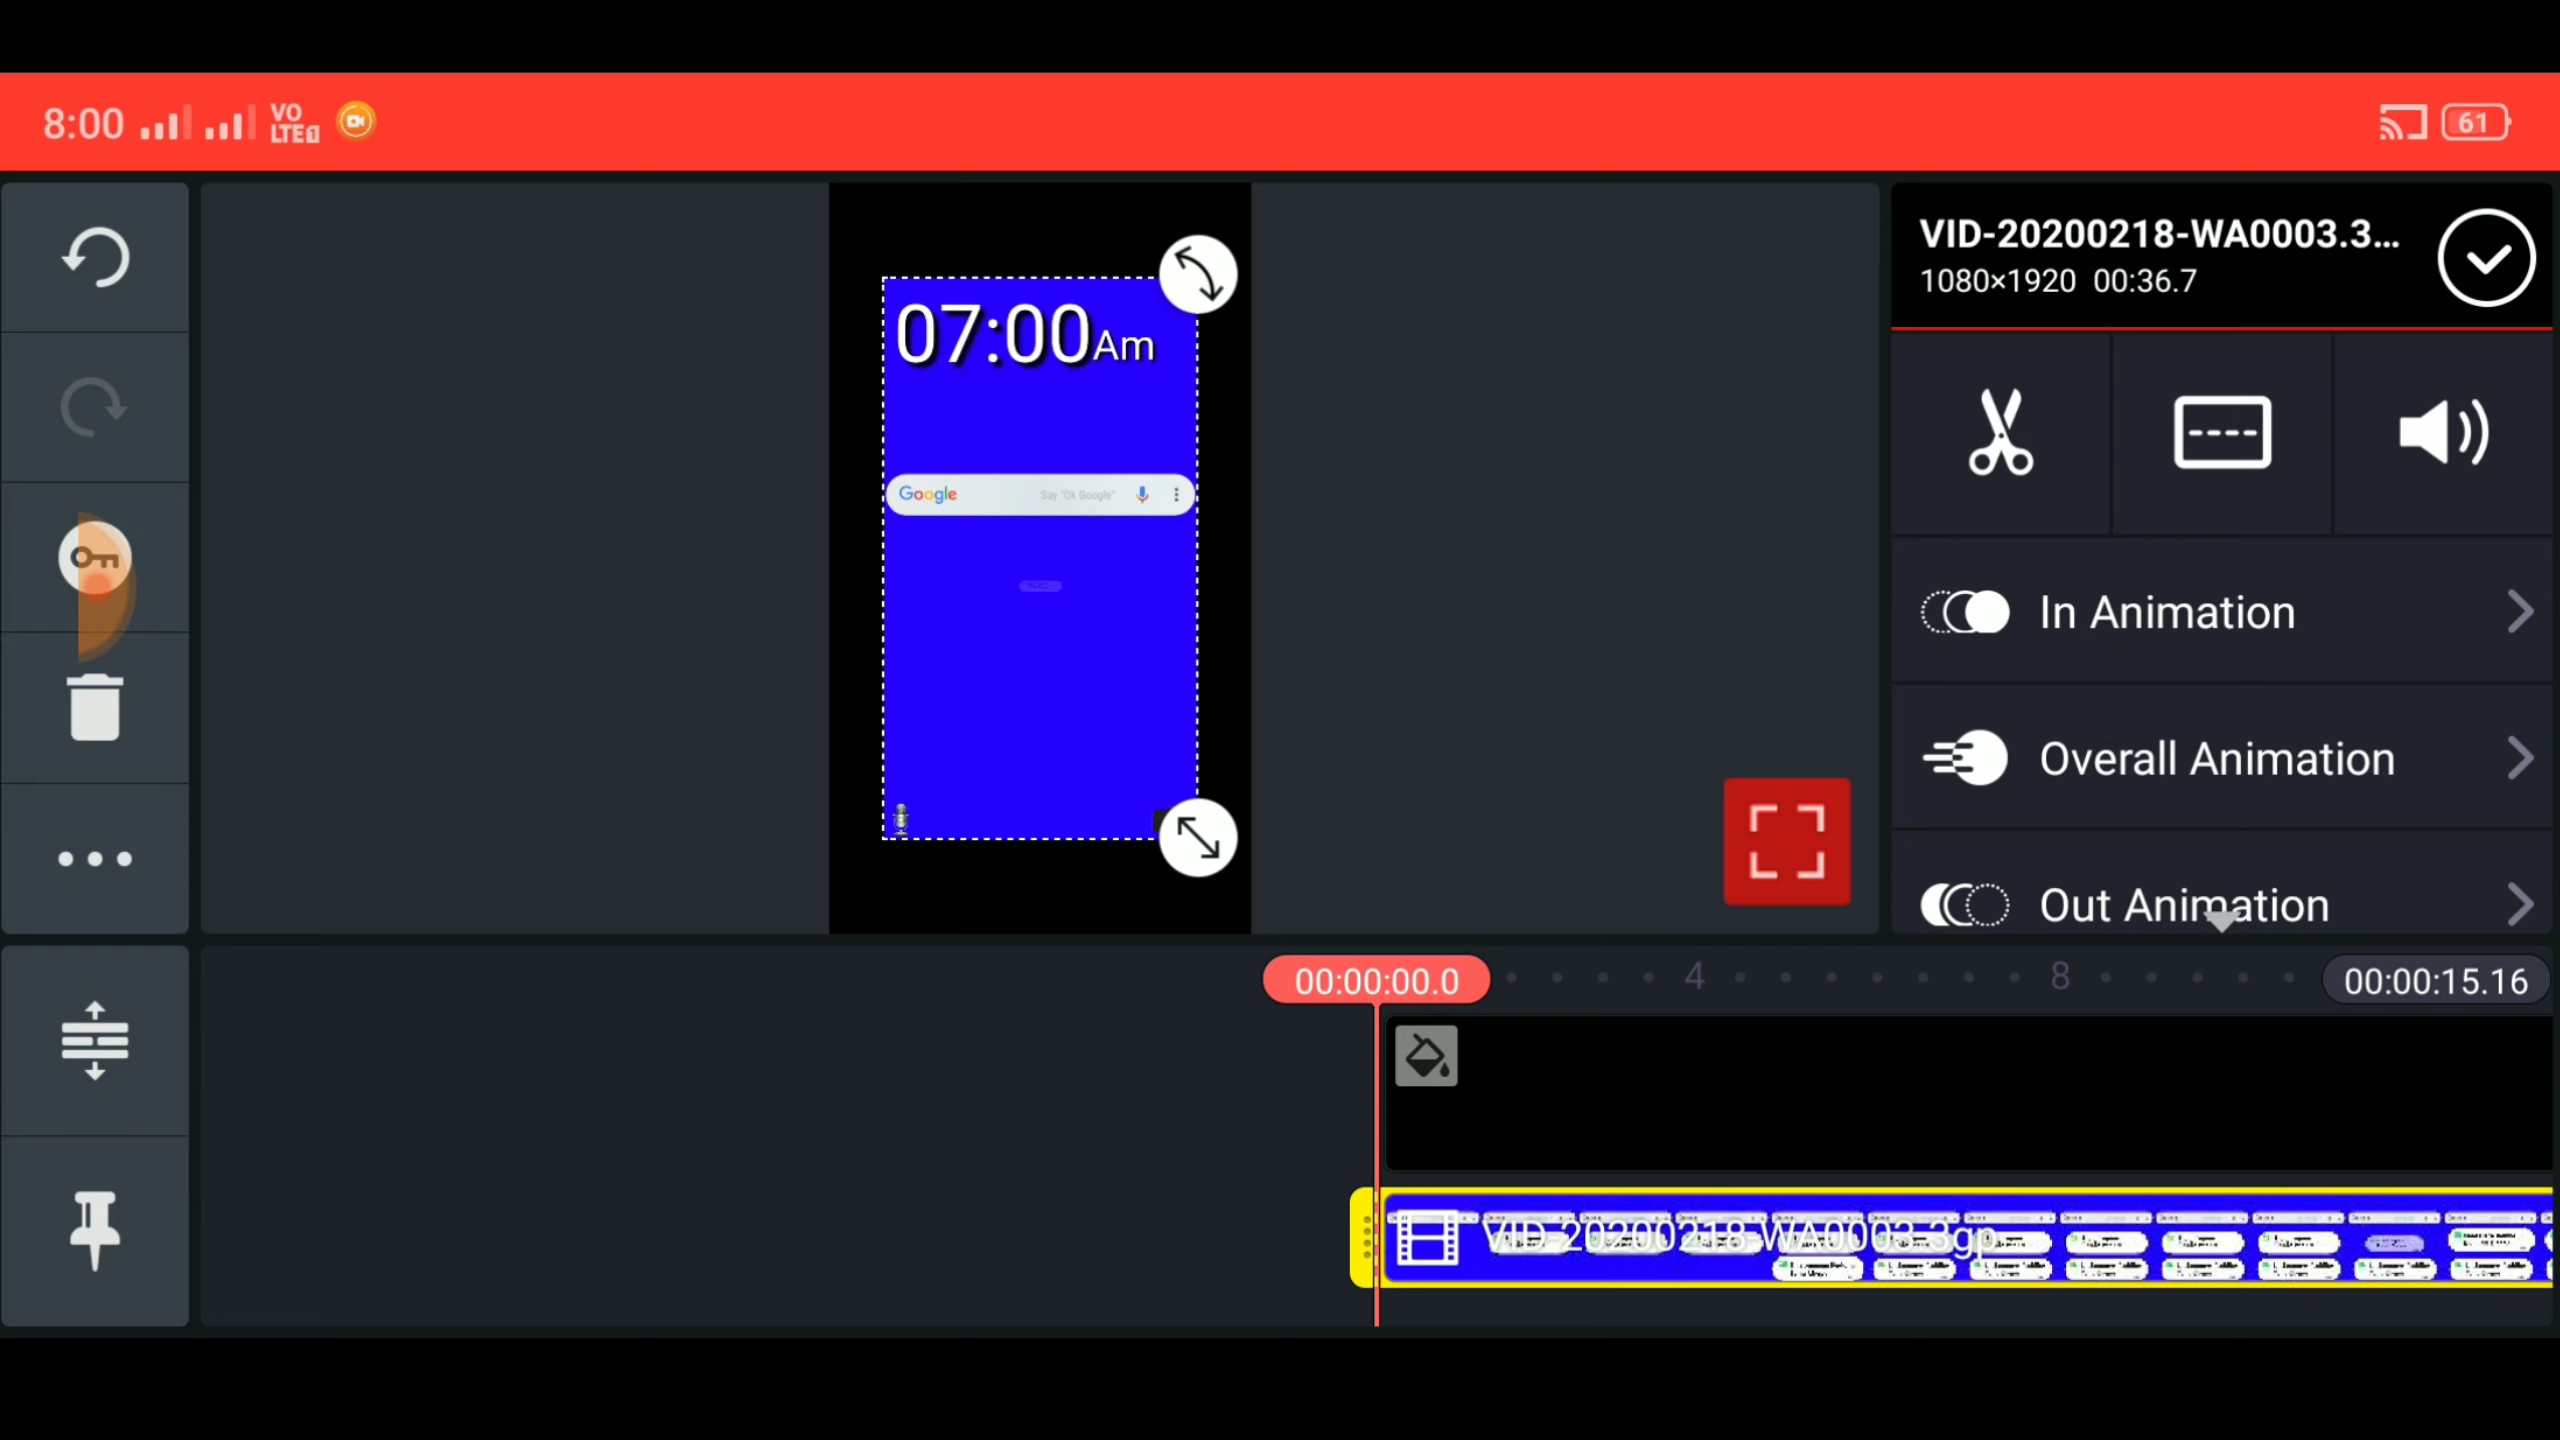 8:00 VO LTE1 61
VID-20200218-WA0003.3...
1080×1920 00:36.7
07:00Am
Google Say "Ok Google"
In Animation
Overall Animation
Out Animation
00:00:00.0 4 8 00:00:15.16
VID-20200218-WA0003.3gp